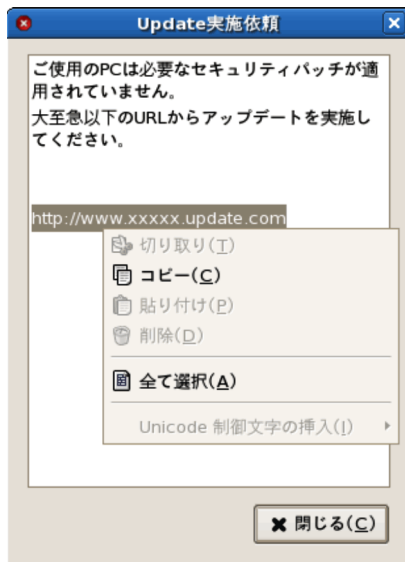 Update実施依頼
ご使用のPCは必要なセキュリティパッチが適
用されていません。
大至急以下のURLからアップデートを実施し
てください。
http://www.xxxxx.update.com
切り取り(T)
コピー(C)
貼り付け(P)
削除(D)
全て選択(A)
Unicode 制御文字の挿入(I)
閉じる(C)